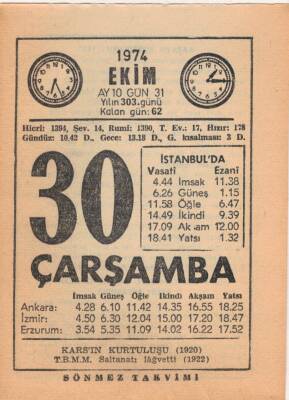 1974
EKİM
AY 10 GÜN 31
Yılın 303. günü
Kalan gün: 62
Hicrî: 1394, Şev. 14, Rumî: 1390, T. Ev.: 17, Hızır: 178
Gündüz: 10.42 D., Gece: 13.18 D., G. kısalması: 3 D.
30
İSTANBUL'DA
Vasatî Ezanî
4.44 İmsak 11.38
6.26 Güneş 1.15
11.58 Öğle 6.47
14.49 İkindi 9.39
17.09 Akşam 12.00
18.41 Yatsı 1.32
ÇARŞAMBA
İmsak Güneş Öğle İkindi Akşam Yatsı
Ankara: 4.28 6.10 11.42 14.35 16.55 18.25
İzmir: 4.50 6.30 12.04 15.00 17.20 18.47
Erzurum: 3.54 5.35 11.09 14.02 16.22 17.52
KARS'IN KURTULUŞU (1920)
T.B.M.M. Saltanatı lâğvetti (1922)
SÖNMEZ TAKVİMİ